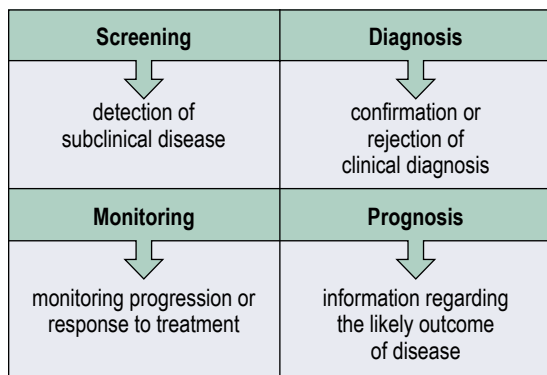 Screening
detection of
subclinical disease
Diagnosis
confirmation or
rejection of
clinical diagnosis
Monitoring
monitoring progression or
response to treatment
Prognosis
information regarding
the likely outcome
of disease